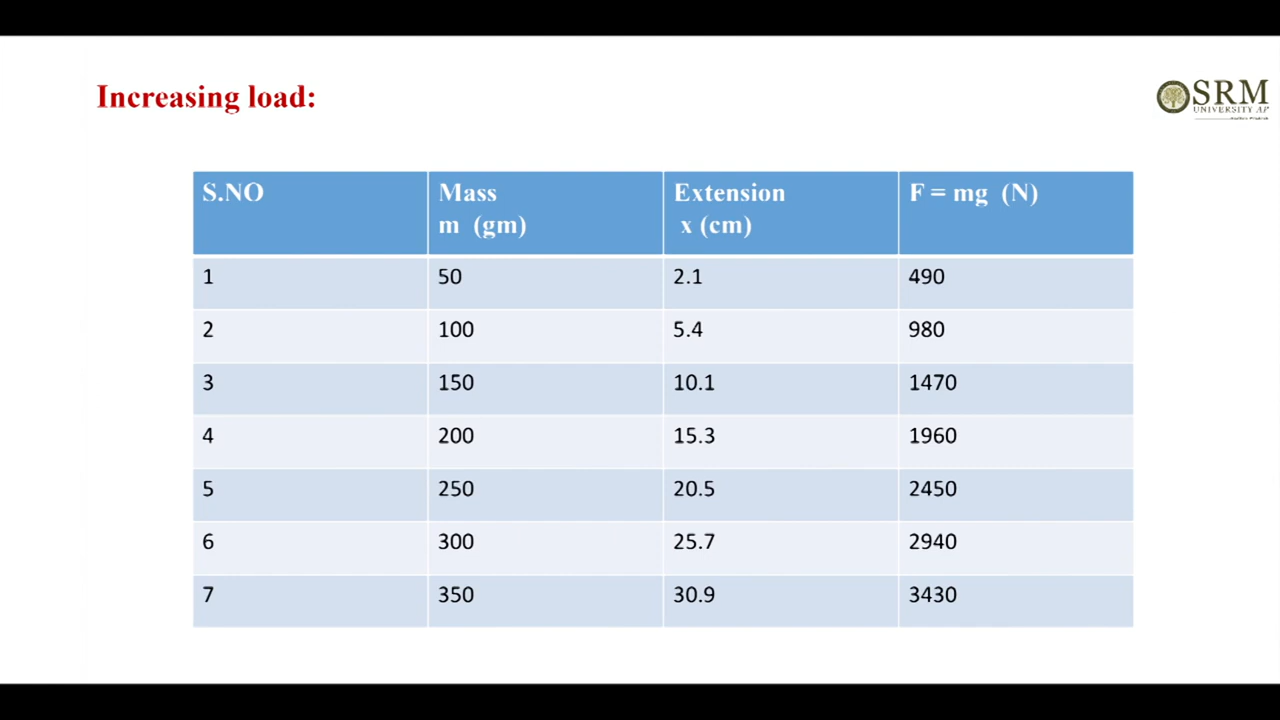 Increasing load:
SRM
UNIVERSITY AP
S.NO
Mass
m (gm)
Extension
x (cm)
F = mg (N)
1 50 2.1 490
2 100 5.4 980
3 150 10.1 1470
4 200 15.3 1960
5 250 20.5 2450
6 300 25.7 2940
7 350 30.9 3430